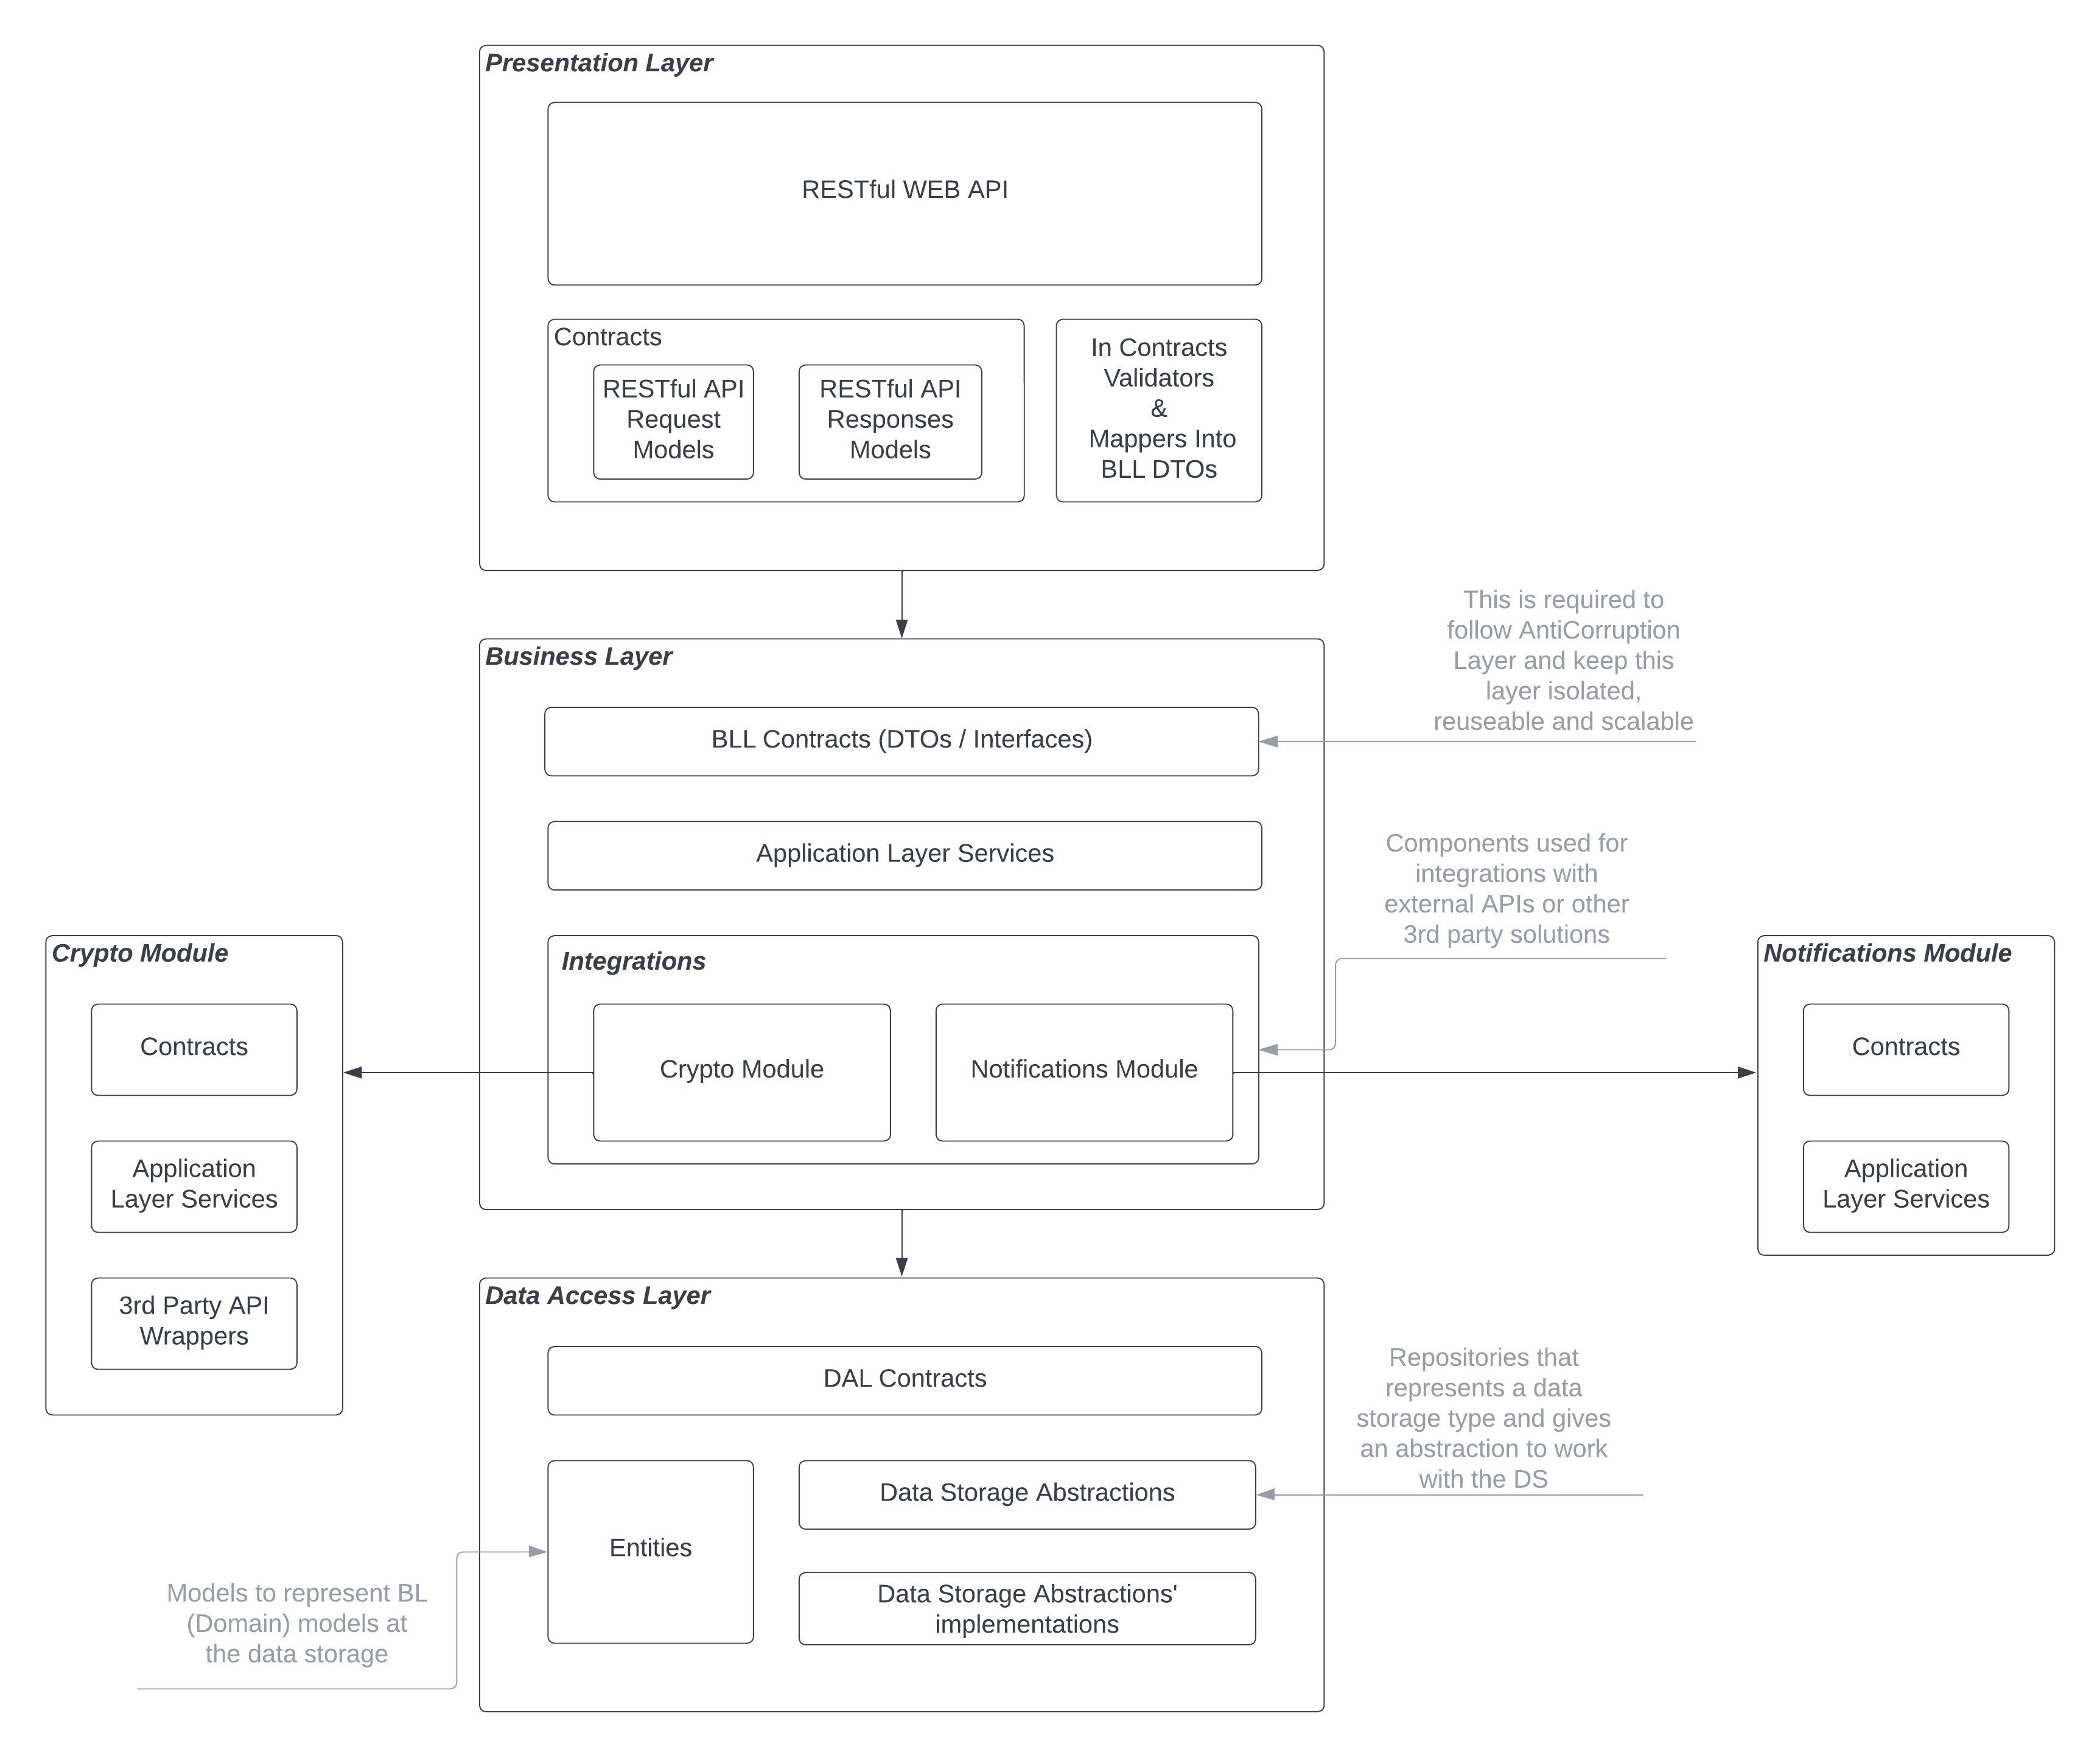 Presentation Layer
RESTful WEB API
Contracts
RESTful API
Request
Models
RESTful API
Responses
Models
In Contracts
Validators
&
Mappers Into
BLL DTOs
This is required to
follow AntiCorruption
Layer and keep this
layer isolated,
reuseable and scalable
Business Layer
BLL Contracts (DTOs / Interfaces)
Application Layer Services
Components used for
integrations with
external APIs or other
3rd party solutions
Integrations
Crypto Module
Notifications Module
Crypto Module
Contracts
Application
Layer Services
3rd Party API
Wrappers
Notifications Module
Contracts
Application
Layer Services
Data Access Layer
DAL Contracts
Entities
Data Storage Abstractions
Data Storage Abstractions'
implementations
Repositories that
represents a data
storage type and gives
an abstraction to work
with the DS
Models to represent BL
(Domain) models at
the data storage